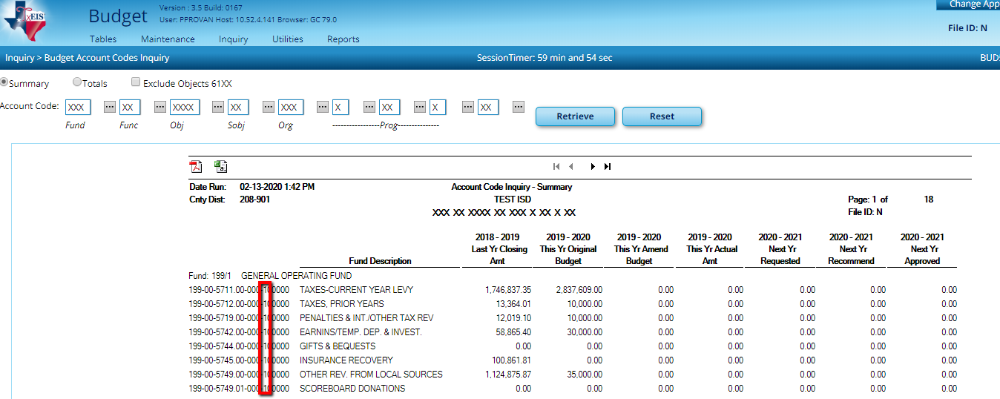 TxEIS
Budget
Version : 3.5 Build: 0167
User: PPROVAN Host: 10.52.4.141 Browser: GC 79.0
Change App
File ID: N
Tables Maintenance Inquiry Utilities Reports
Inquiry > Budget Account Codes Inquiry SessionTimer: 59 min and 54 sec BUD
Summary Totals Exclude Objects 61XX
Account Code: XXX ... XX ... XXXX ... XX ... XXX ... X ... XX ... X ... XX ... Retrieve Reset
Fund Func Obj Sobj Org -----------------Prog---------------
Date Run: 02-13-2020 1:42 PM Account Code Inquiry - Summary
Cnty Dist: 208-901 TEST ISD Page: 1 of 18
XXX XX XXXX XX XXX X XX X XX File ID: N
2018 - 2019 2019 - 2020 2019 - 2020 2019 - 2020 2020 - 2021 2020 - 2021 2020 - 2021
Last Yr Closing This Yr Original This Yr Amend This Yr Actual Next Yr Next Yr Next Yr
Fund Description Amt Budget Budget Amt Requested Recommend Approved
Fund: 199/1 GENERAL OPERATING FUND
199-00-5711.00-000-100000 TAXES-CURRENT YEAR LEVY 1,746,837.35 2,837,609.00 0.00 0.00 0.00 0.00 0.00
199-00-5712.00-000-100000 TAXES, PRIOR YEARS 13,364.01 10,000.00 0.00 0.00 0.00 0.00 0.00
199-00-5719.00-000-100000 PENALTIES & INT./OTHER TAX REV 12,019.10 10,000.00 0.00 0.00 0.00 0.00 0.00
199-00-5742.00-000-100000 EARNINS/TEMP. DEP. & INVEST. 58,865.40 30,000.00 0.00 0.00 0.00 0.00 0.00
199-00-5744.00-000-100000 GIFTS & BEQUESTS 0.00 0.00 0.00 0.00 0.00 0.00 0.00
199-00-5745.00-000-100000 INSURANCE RECOVERY 100,861.81 0.00 0.00 0.00 0.00 0.00 0.00
199-00-5749.00-000-100000 OTHER REV. FROM LOCAL SOURCES 1,124,875.87 35,000.00 0.00 0.00 0.00 0.00 0.00
199-00-5749.01-000-100000 SCOREBOARD DONATIONS 0.00 0.00 0.00 0.00 0.00 0.00 0.00